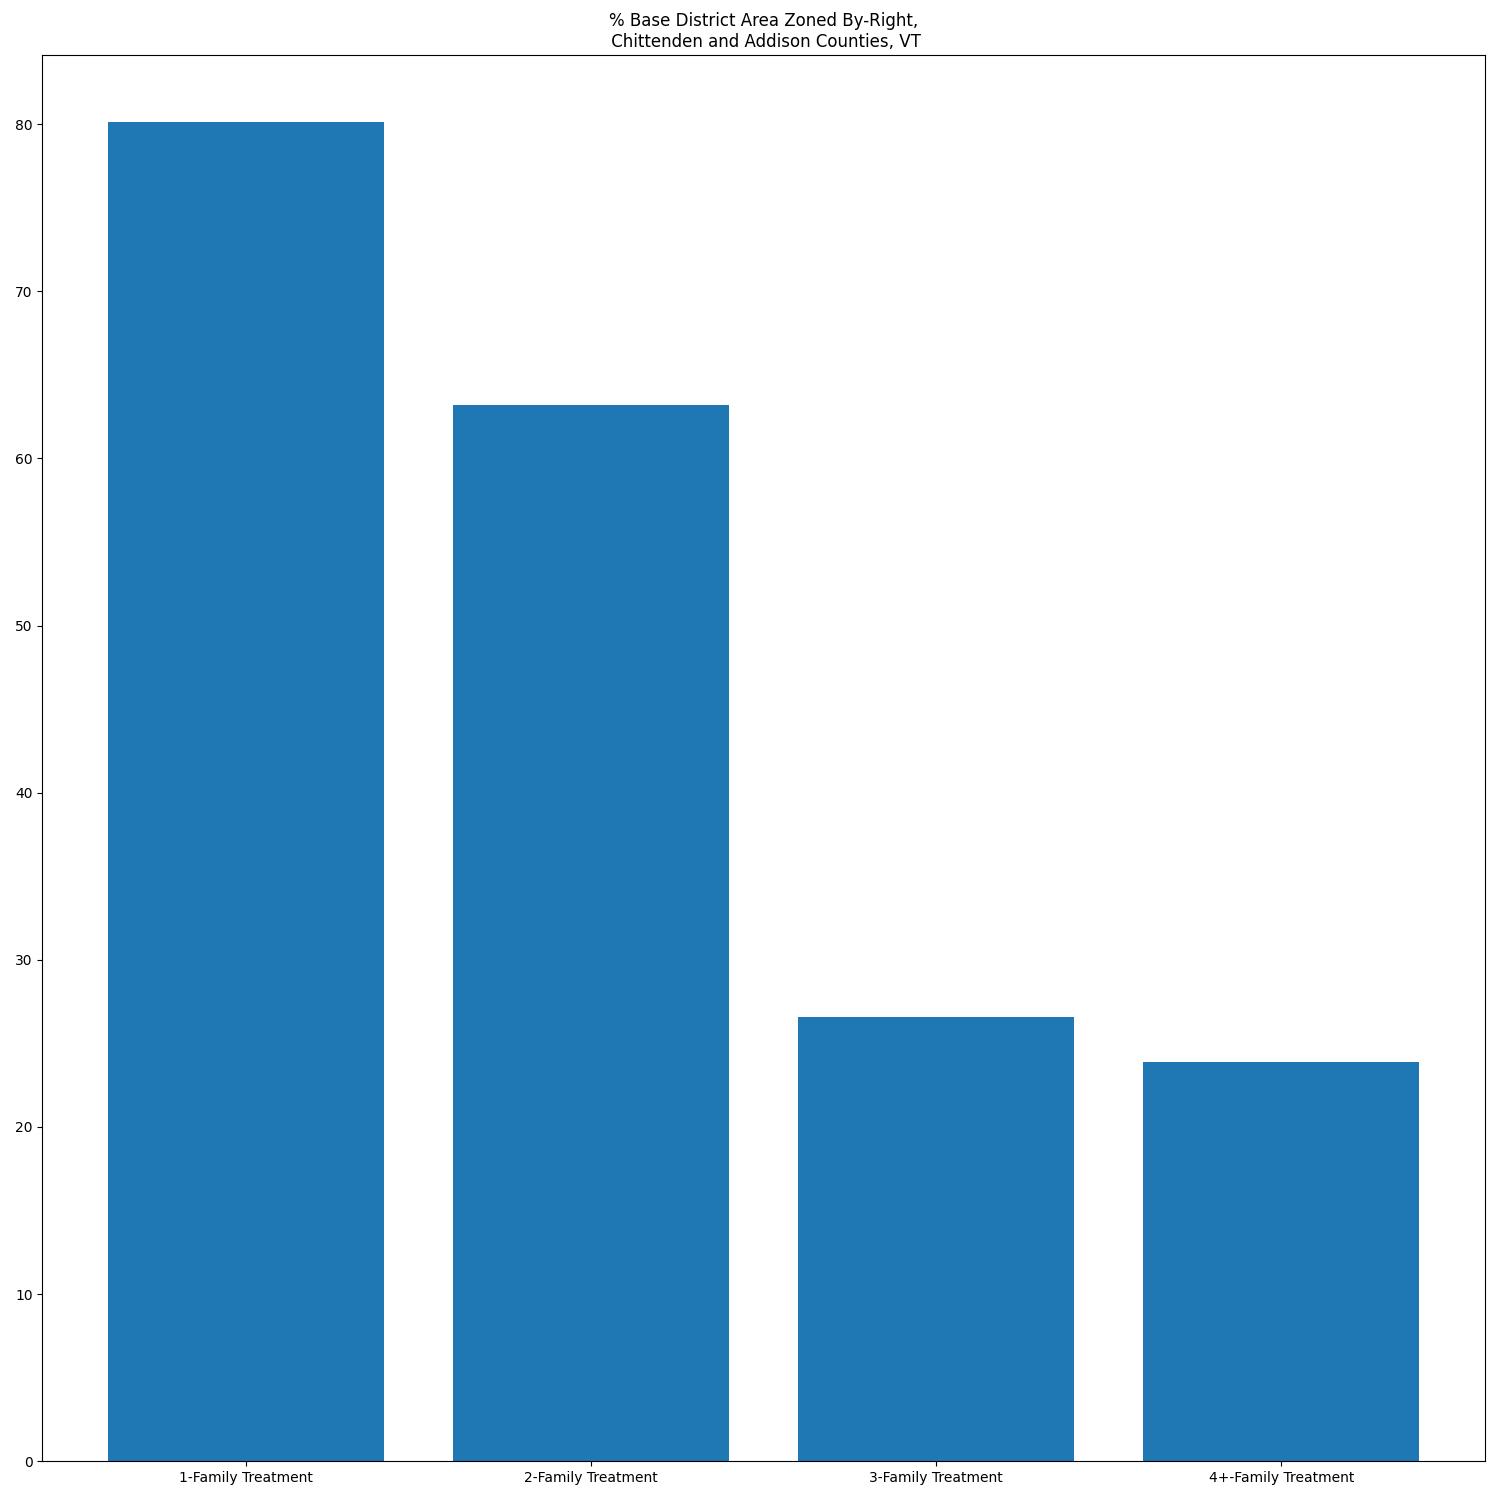 % Base District Area Zoned By-Right,
Chittenden and Addison Counties, VT
80
70
60
50
40
30
20
10
0
1-Family Treatment
2-Family Treatment
3-Family Treatment
4+-Family Treatment